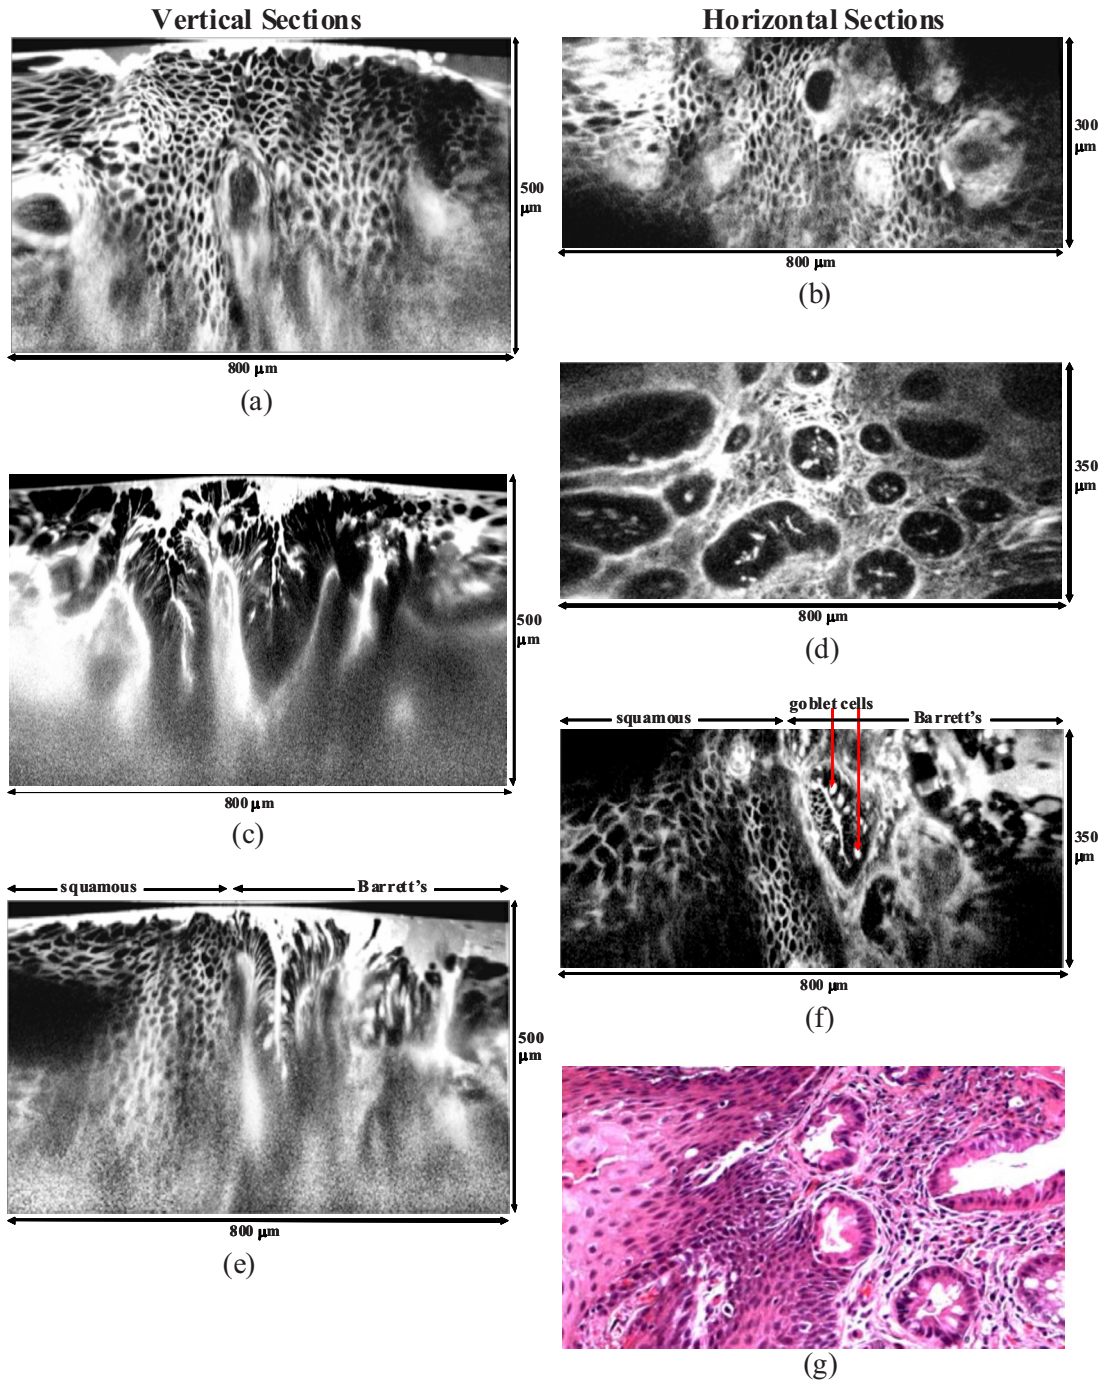 Vertical Sections
Horizontal Sections
500
μm
800 μm
(a)
300
μm
800 μm
(b)
500
μm
800 μm
(c)
350
μm
800 μm
(d)
squamous
Barrett's
500
μm
800 μm
(e)
goblet cells
squamous
Barrett's
350
μm
800 μm
(f)
(g)